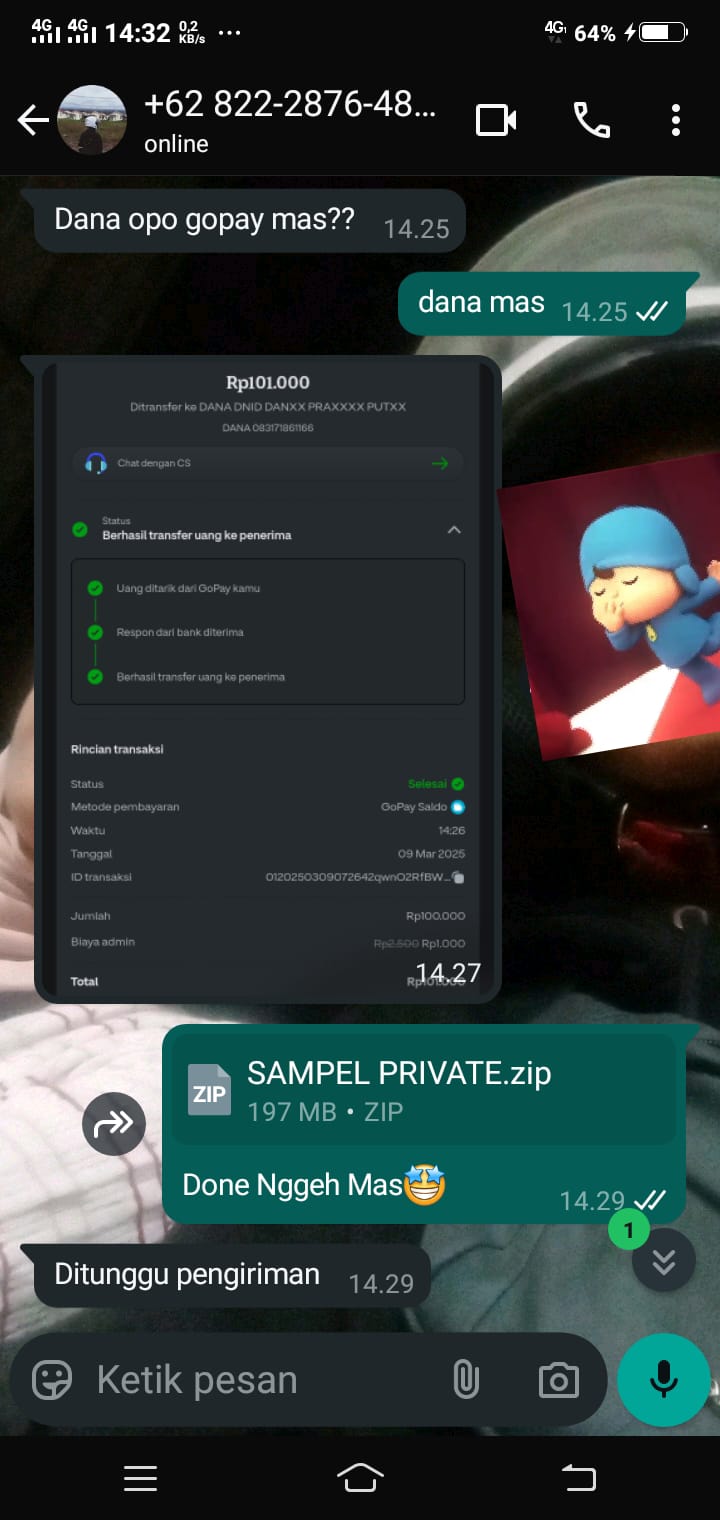 4G 4G 14:32 0,2 KB/s ... 4G 64%
+62 822-2876-48...
online
Dana opo gopay mas?? 14.25
dana mas 14.25
Rp101.000
Ditransfer ke DANA DNID DANXX PRAXXXX PUTXX
DANA 083171861166
Chat dengan CS
Status
Berhasil transfer uang ke penerima
Uang ditarik dari GoPay kamu
Respon dari bank diterima
Berhasil transfer uang ke penerima
Rincian transaksi
Status Selesai
Metode pembayaran GoPay Saldo
Waktu 14:26
Tanggal 09 Mar 2025
ID transaksi 0120250309072642qwnO2RfBW...
Jumlah Rp100.000
Biaya admin Rp2.500 Rp1.000
Total Rp101.000
14.27
ZIP
SAMPEL PRIVATE.zip
197 MB • ZIP
Done Nggeh Mas🤩 14.29
1
Ditunggu pengiriman 14.29
Ketik pesan